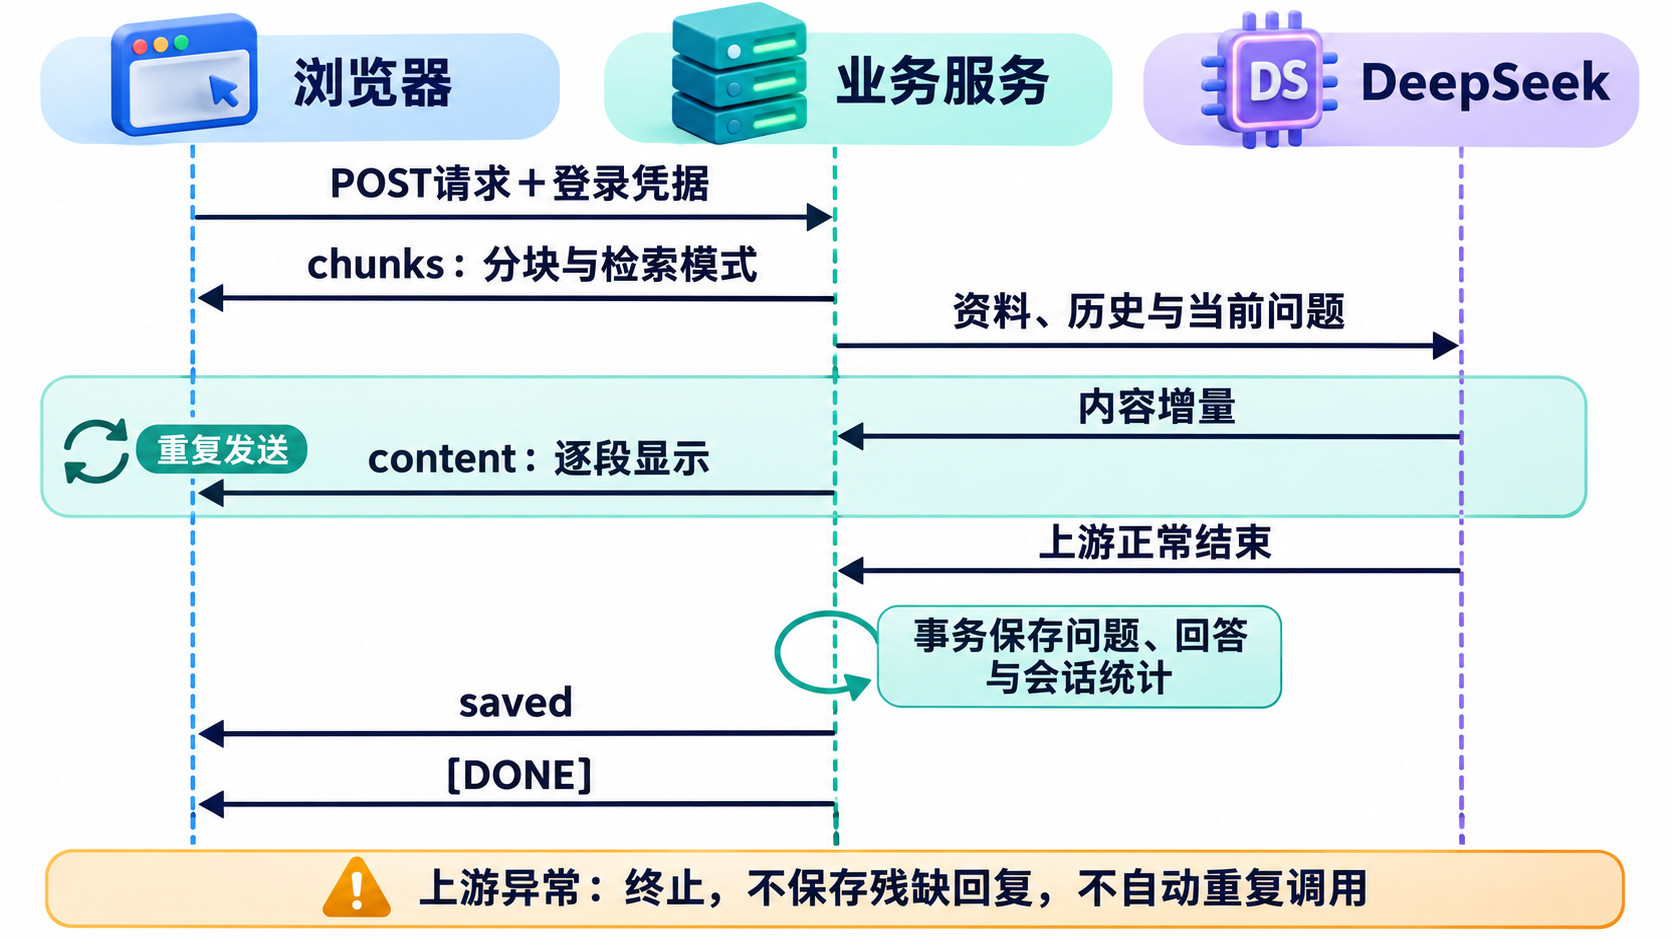 浏览器
业务服务
DS
DeepSeek
POST请求＋登录凭据
chunks：分块与检索模式
资料、历史与当前问题
内容增量
重复发送
content：逐段显示
上游正常结束
事务保存问题、回答
与会话统计
saved
[DONE]
上游异常：终止，不保存残缺回复，不自动重复调用